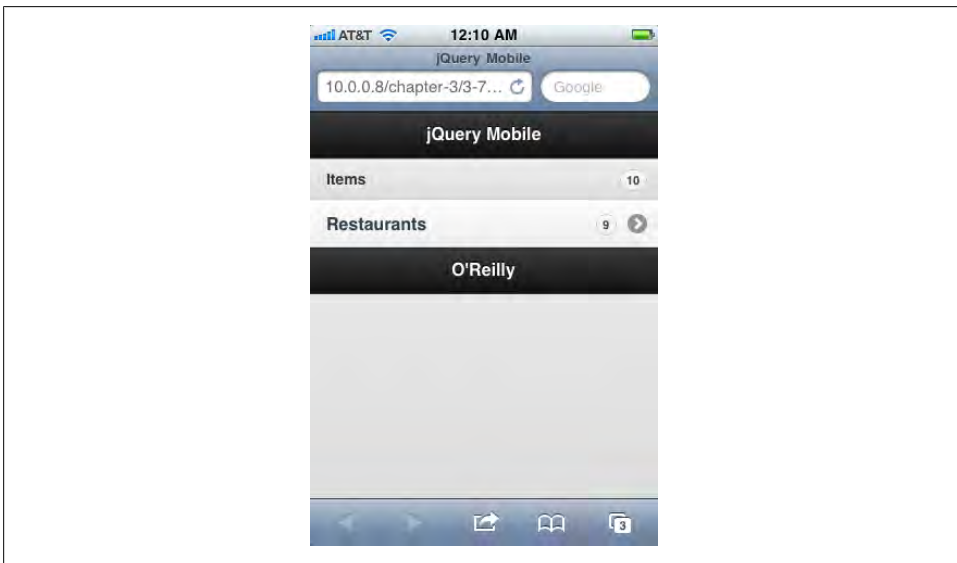 AT&T 12:10 AM
jQuery Mobile
10.0.0.8/chapter-3/3-7... Google
jQuery Mobile
Items 10
Restaurants 9
O'Reilly
3